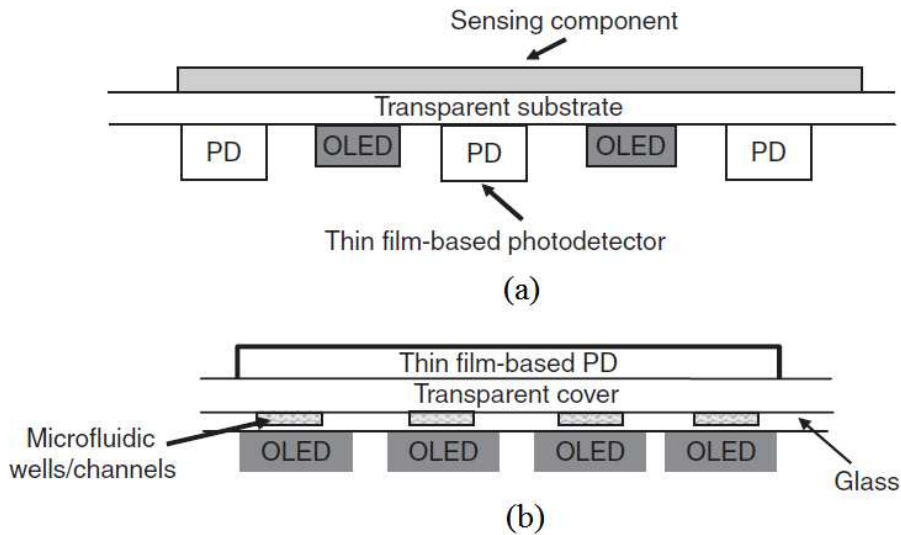 Sensing component
Transparent substrate
PD OLED PD OLED PD
Thin film-based photodetector
(a)
Thin film-based PD
Transparent cover
Microfluidic
wells/channels
OLED OLED OLED OLED
Glass
(b)